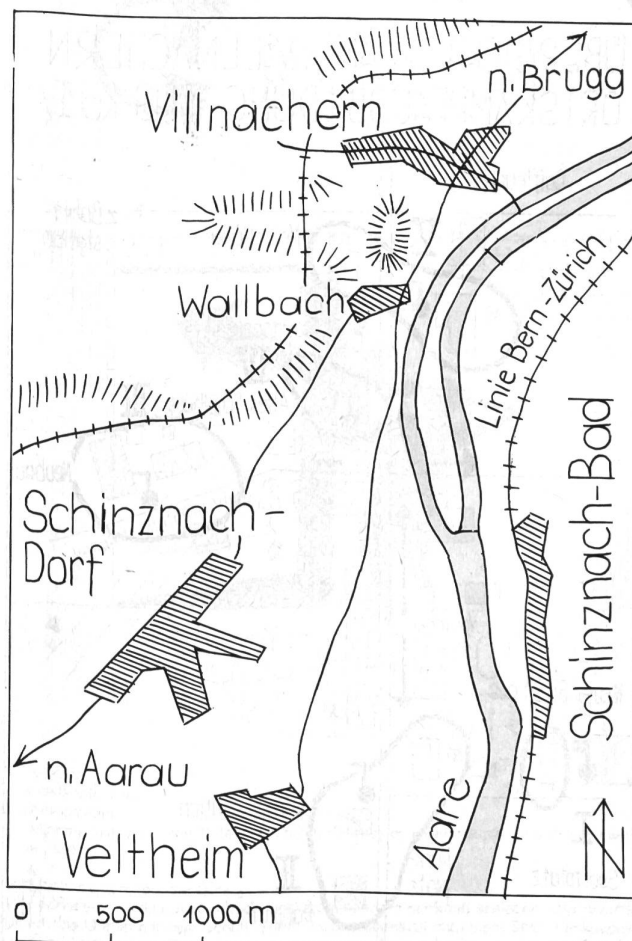 n. Brugg
Villnachern
Wallbach
Linie Bern-Zürich
Schinznach-
Dorf
Schinznach-Bad
n. Aarau
Veltheim
Aare
N
0 500 1000 m